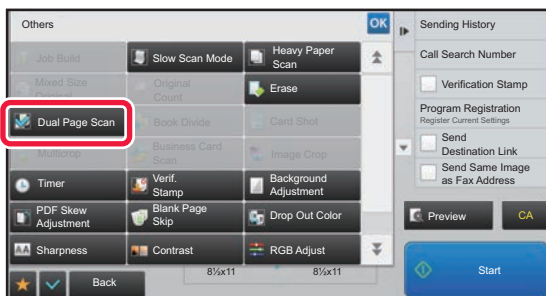 Others
OK
Job Build
Slow Scan Mode
Heavy Paper
Scan
Mixed Size
Original
Original
Count
Erase
Dual Page Scan
Book Divide
Card Shot
Multicrop
Business Card
Scan
Image Crop
Timer
Verif.
Stamp
Background
Adjustment
PDF Skew
Adjustment
Blank Page
Skip
Drop Out Color
AA Sharpness
Contrast
RGB Adjust
Back
8½x11
8½x11
Sending History
Call Search Number
Verification Stamp
Program Registration
Register Current Settings
Send
Destination Link
Send Same Image
as Fax Address
Preview
CA
Start